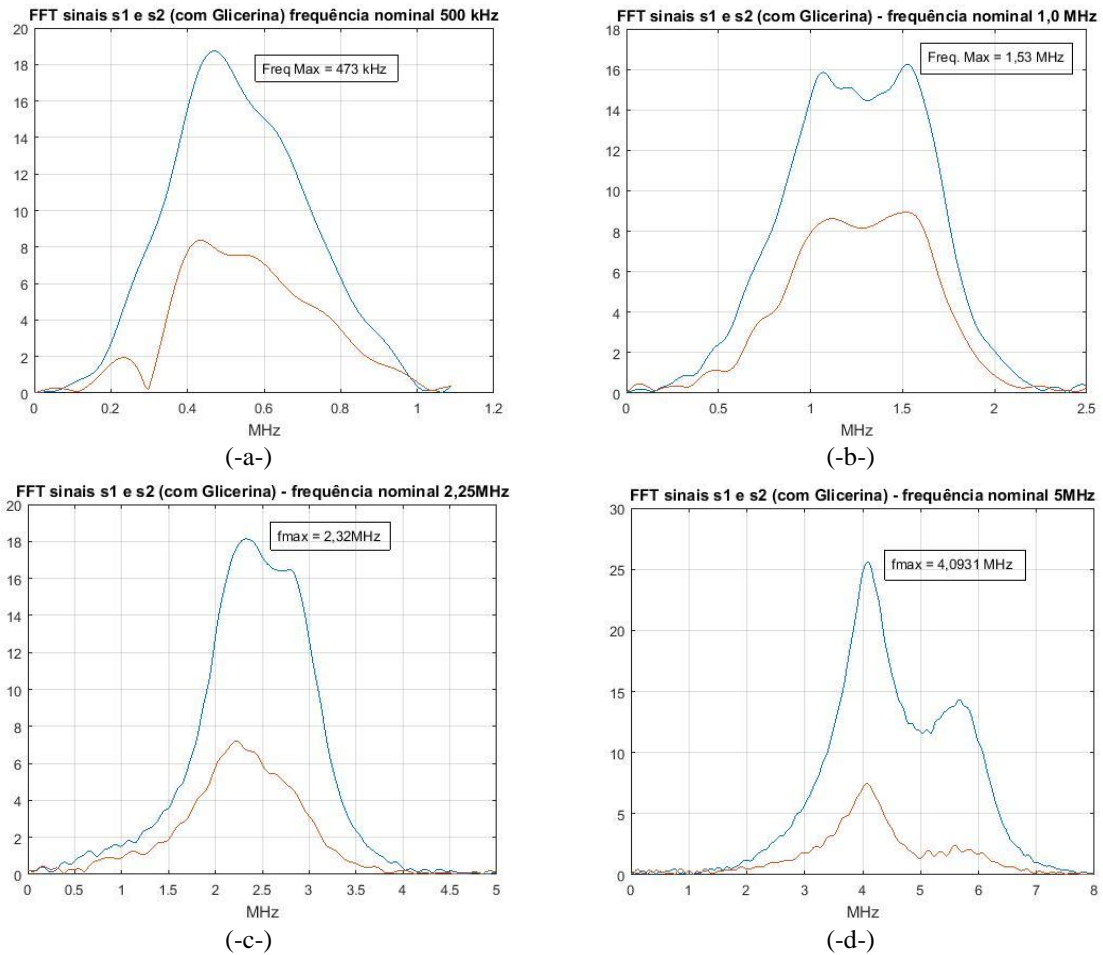 FFT sinais s1 e s2 (com Glicerina) frequência nominal 500 kHz
20
18
16
14
12
10
8
6
4
2
0
Freq Max = 473 kHz
0 0.2 0.4 0.6 0.8 1 1.2
MHz
(-a-)
FFT sinais s1 e s2 (com Glicerina) - frequência nominal 1,0 MHz
18
16
14
12
10
8
6
4
2
0
Freq. Max = 1,53 MHz
0 0.5 1 1.5 2 2.5
MHz
(-b-)
FFT sinais s1 e s2 (com Glicerina) - frequência nominal 2,25MHz
20
18
16
14
12
10
8
6
4
2
0
fmax = 2,32MHz
0 0.5 1 1.5 2 2.5 3 3.5 4 4.5 5
MHz
(-c-)
FFT sinais s1 e s2 (com Glicerina) - frequência nominal 5MHz
30
25
20
15
10
5
0
fmax = 4,0931 MHz
0 1 2 3 4 5 6 7 8
MHz
(-d-)